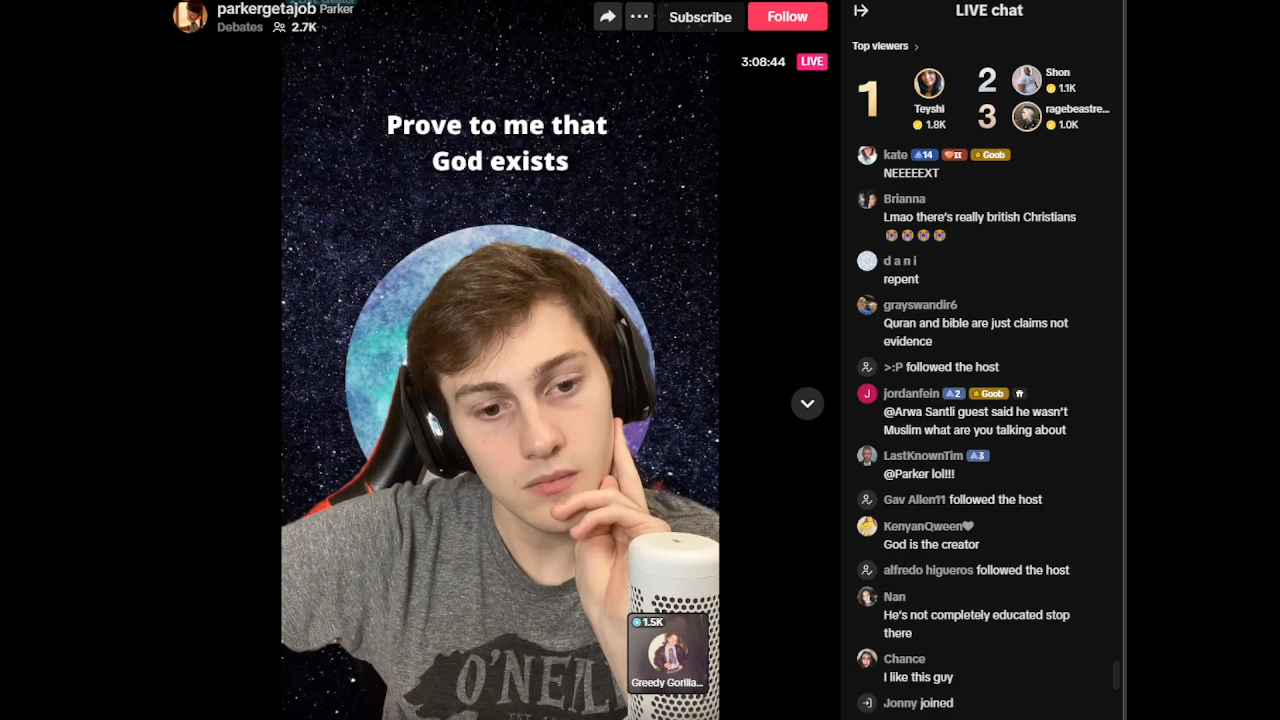 parkergetajob Parker
Debates 2.7K
Subscribe
Follow
3:08:44 LIVE
Prove to me that
God exists
O'NEIL
1.5K
Greedy Gorilla...
LIVE chat
Top viewers
1
Teyshi
1.8K
2
Shon
1.1K
3
ragebeastre...
1.0K
kate 14 II Goob
NEEEEEXT
Brianna
Lmao there's really british Christians
😭😭😭😭
d a n i
repent
grayswandir6
Quran and bible are just claims not
evidence
>:P followed the host
J jordanfein 2 Goob
@Arwa Santli guest said he wasn't
Muslim what are you talking about
LastKnownTim 3
@Parker lol!!!
Gav Allen11 followed the host
KenyanQween🖤
God is the creator
alfredo higueros followed the host
Nan
He's not completely educated stop
there
Chance
I like this guy
Jonny joined